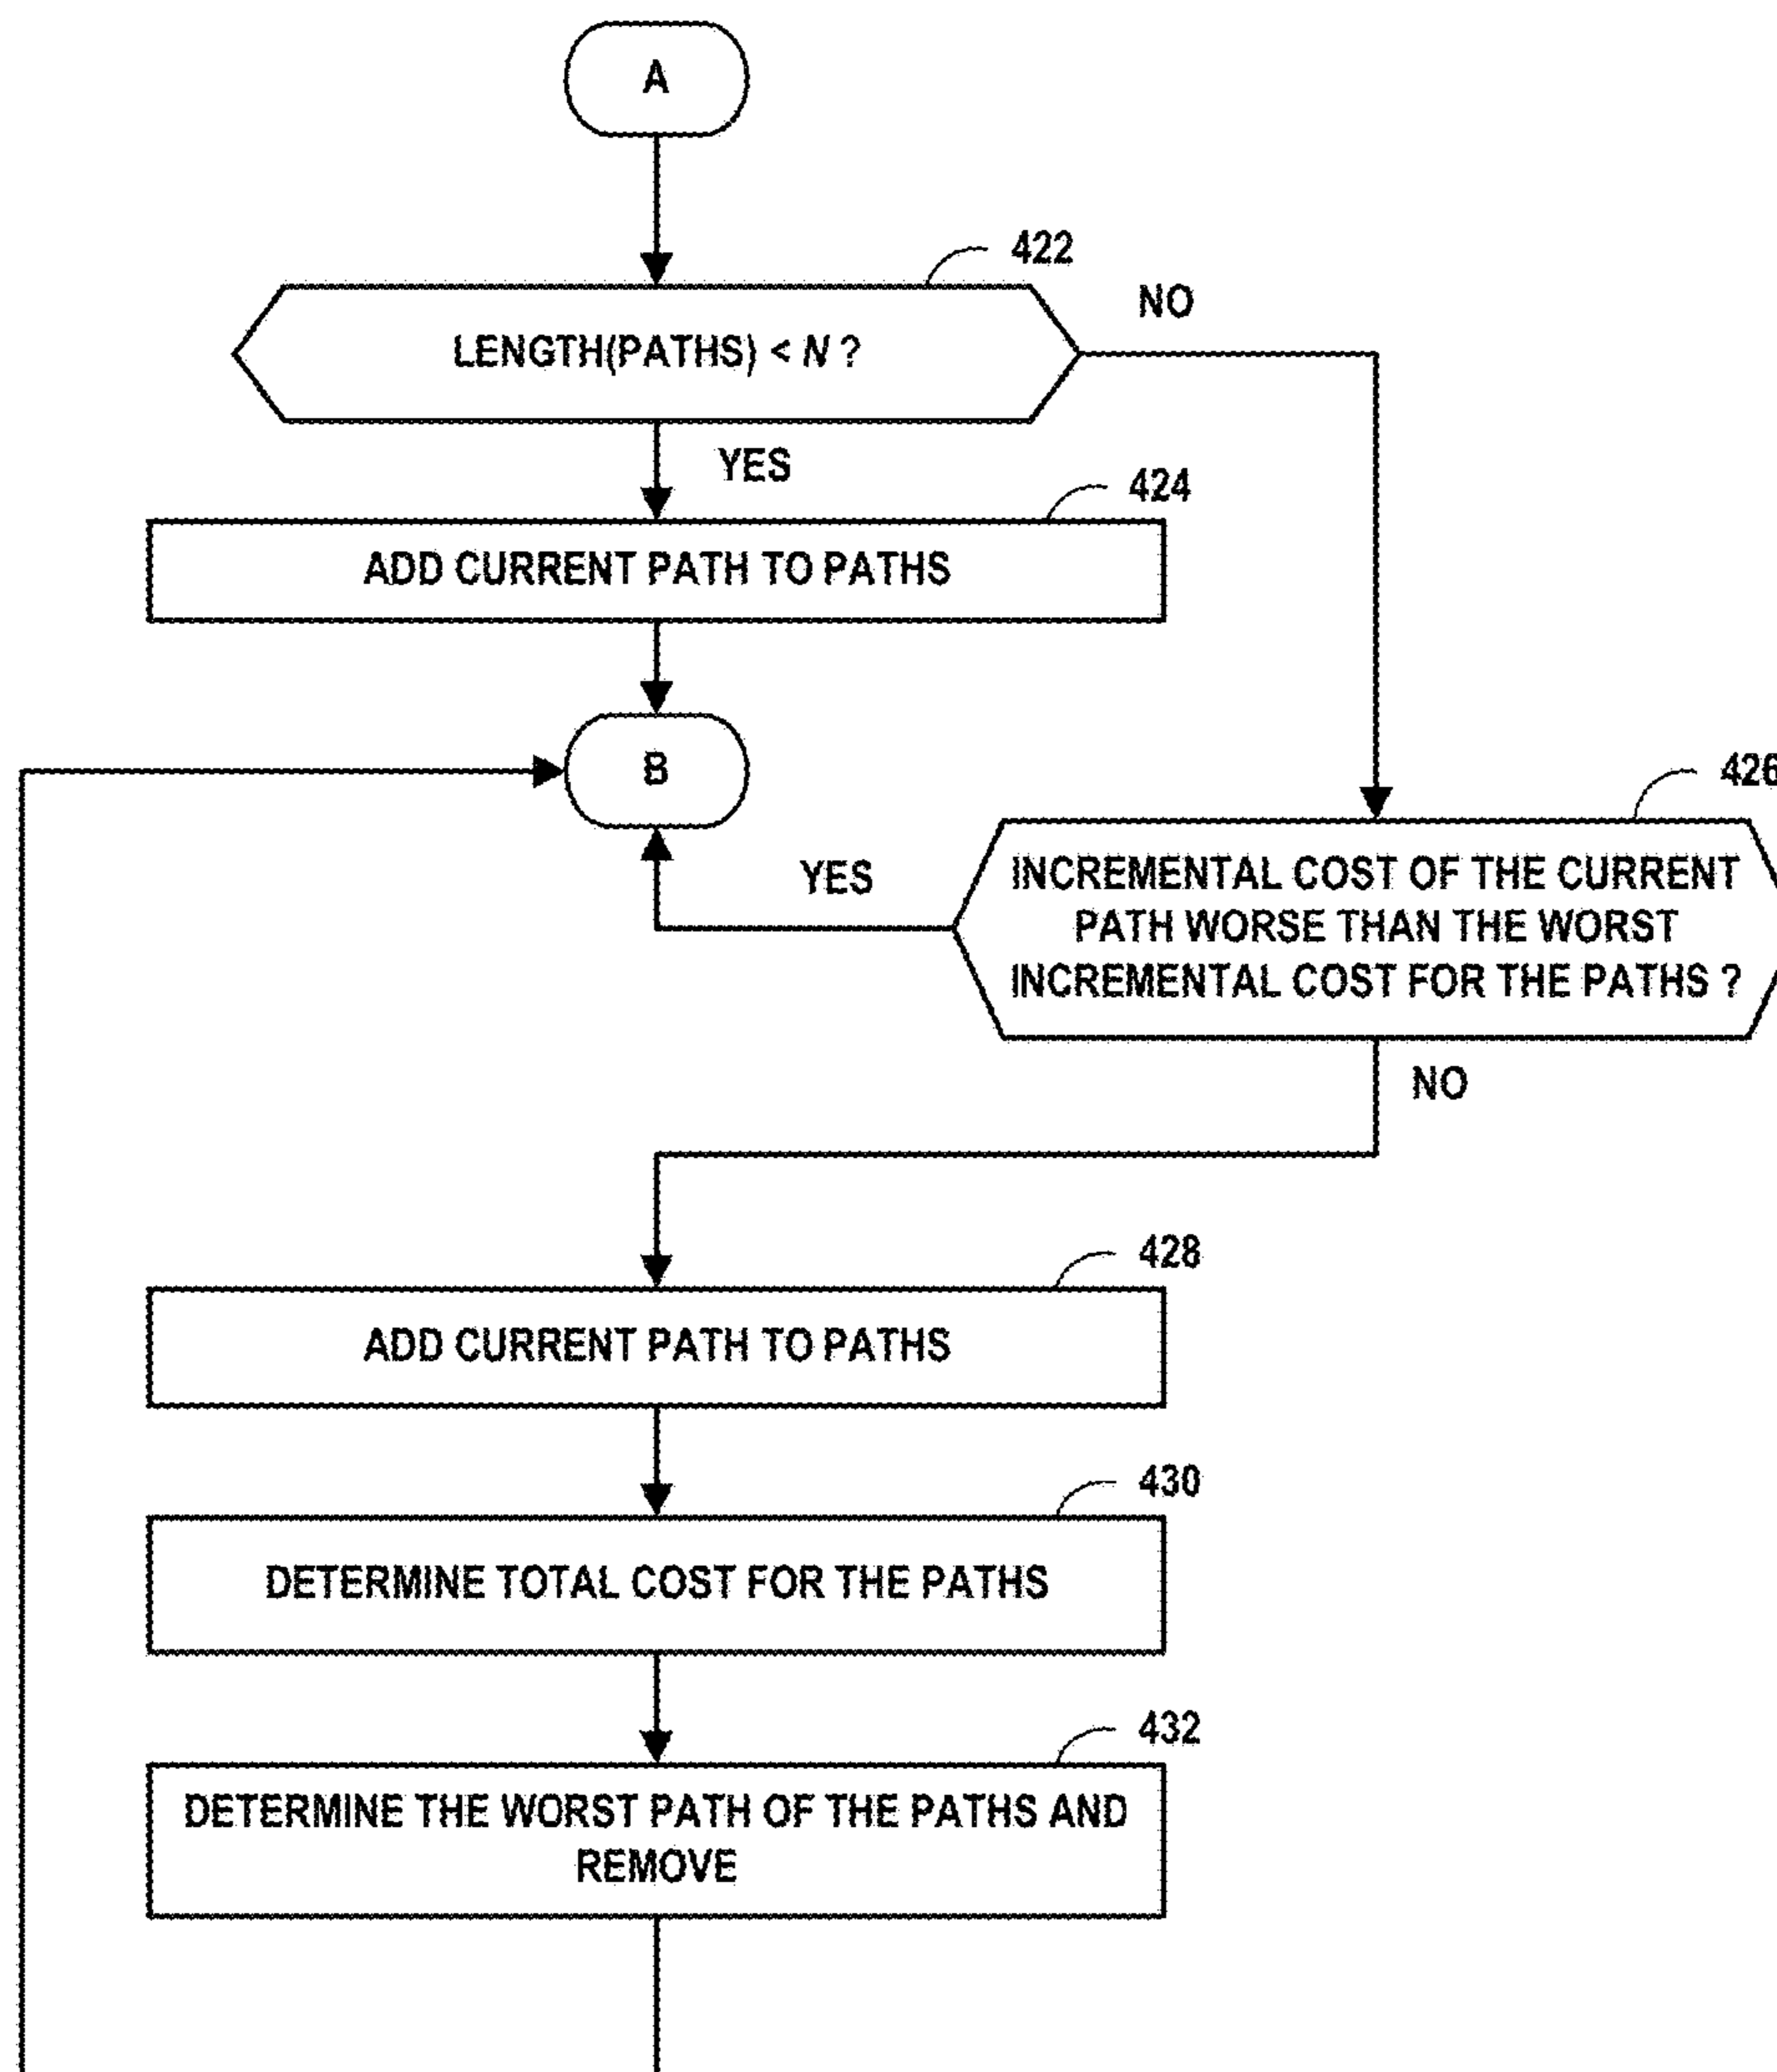 A
422
NO
LENGTH(PATHS) < N ?
YES
424
ADD CURRENT PATH TO PATHS
B
426
YES
INCREMENTAL COST OF THE CURRENT
PATH WORSE THAN THE WORST
INCREMENTAL COST FOR THE PATHS ?
NO
428
ADD CURRENT PATH TO PATHS
430
DETERMINE TOTAL COST FOR THE PATHS
432
DETERMINE THE WORST PATH OF THE PATHS AND
REMOVE